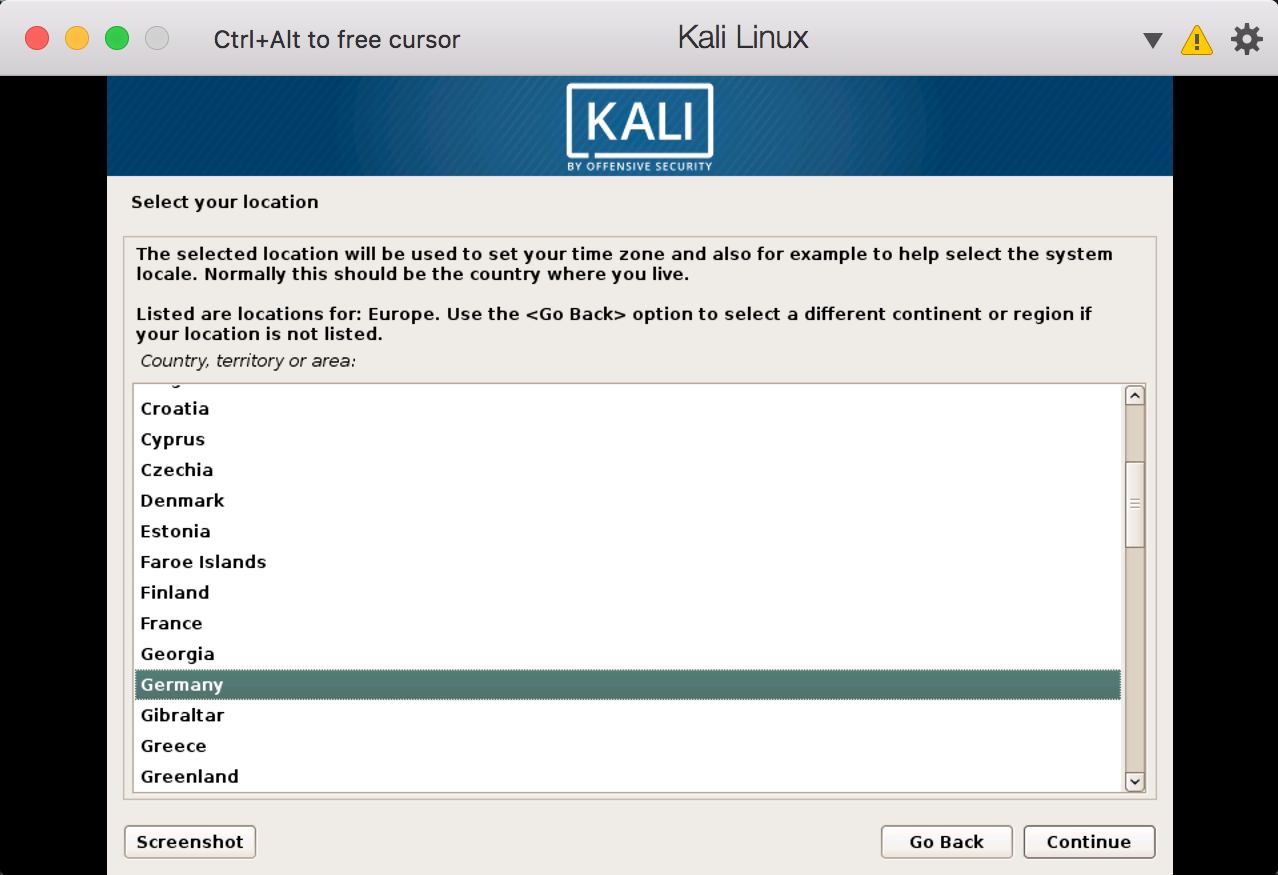 Ctrl+Alt to free cursor
Kali Linux
KALI
BY OFFENSIVE SECURITY
Select your location
The selected location will be used to set your time zone and also for example to help select the system
locale. Normally this should be the country where you live.
Listed are locations for: Europe. Use the <Go Back> option to select a different continent or region if
your location is not listed.
Country, territory or area:
Croatia
Cyprus
Czechia
Denmark
Estonia
Faroe Islands
Finland
France
Georgia
Germany
Gibraltar
Greece
Greenland
Screenshot
Go Back
Continue